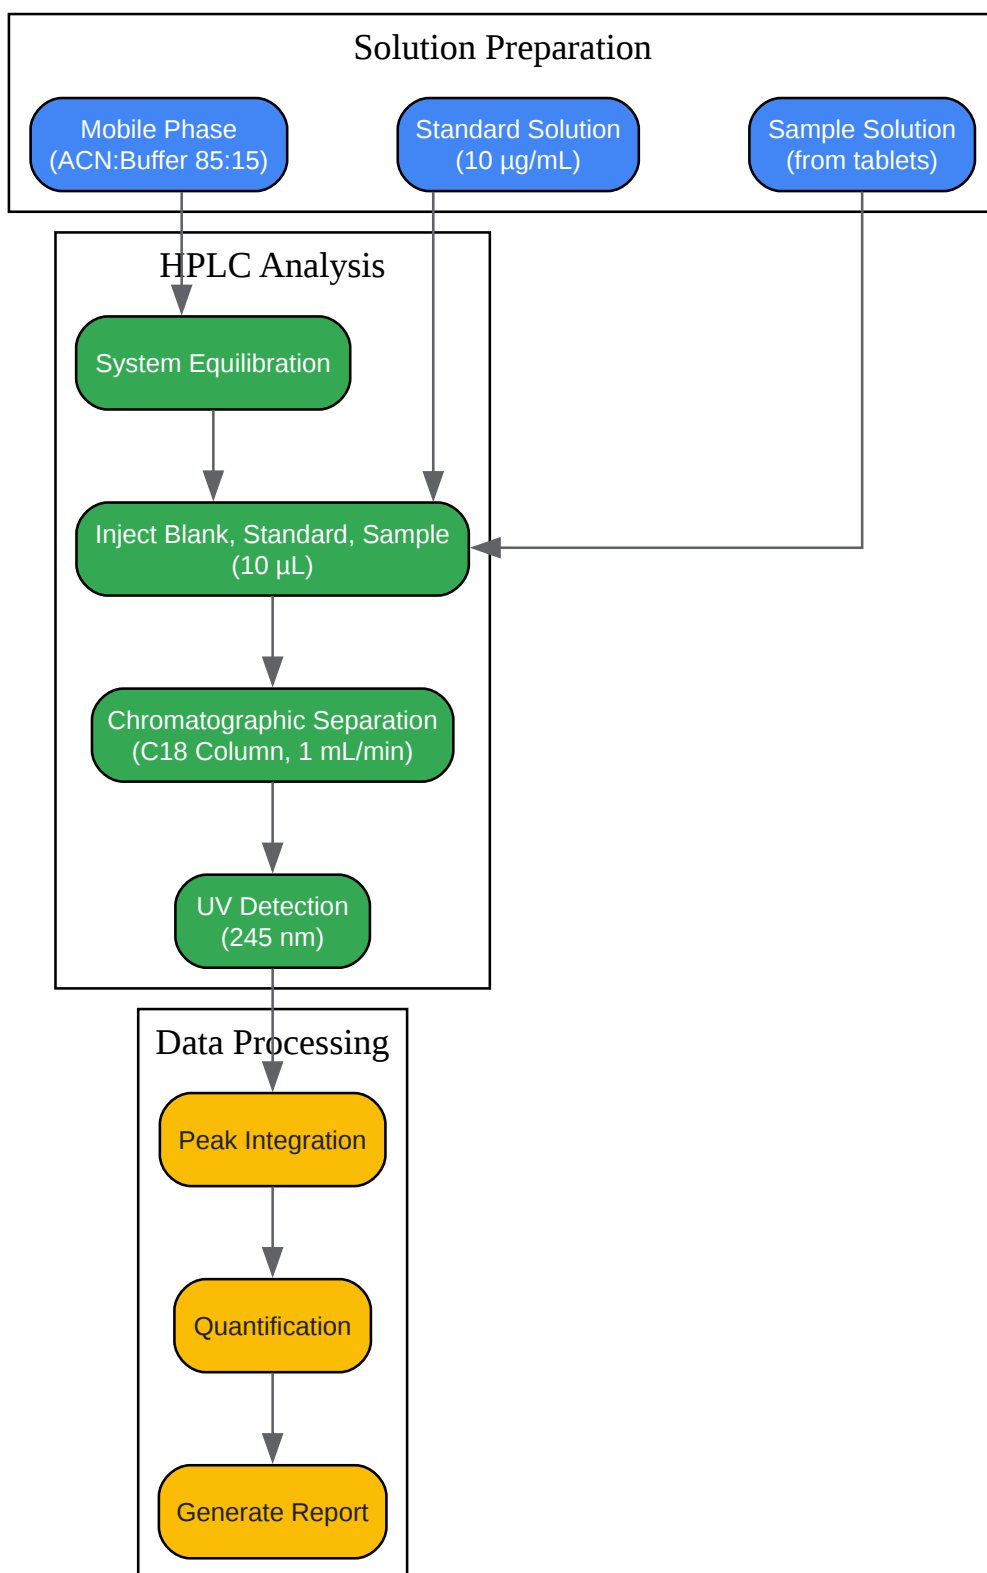 Solution Preparation
Mobile Phase
(ACN:Buffer 85:15)
Standard Solution
(10 µg/mL)
Sample Solution
(from tablets)
HPLC Analysis
System Equilibration
Inject Blank, Standard, Sample
(10 µL)
Chromatographic Separation
(C18 Column, 1 mL/min)
UV Detection
(245 nm)
Data Processing
Peak Integration
Quantification
Generate Report